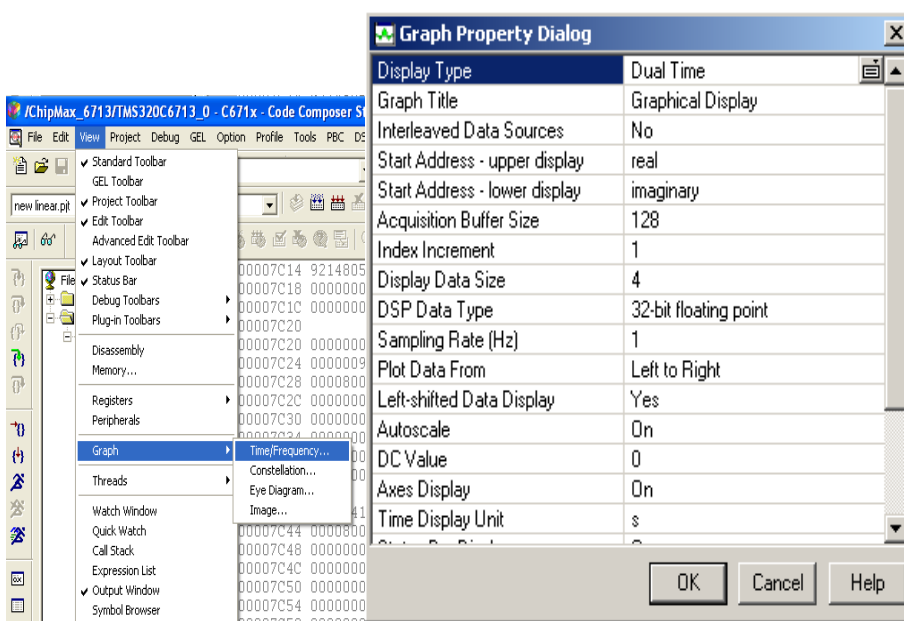 /ChipMax_6713/TMS320C6713_0 - C671x - Code Composer St
File Edit View Project Debug GEL Option Profile Tools PBC DS
new linear.pjt
File
Standard Toolbar
GEL Toolbar
Project Toolbar
Edit Toolbar
Advanced Edit Toolbar
Layout Toolbar
Status Bar
Debug Toolbars
Plug-in Toolbars
Disassembly
Memory...
Registers
Peripherals
Graph
Threads
Watch Window
Quick Watch
Call Stack
Expression List
Output Window
Symbol Browser
Time/Frequency...
Constellation...
Eye Diagram...
Image...
00007C14 9214805
00007C18 0000000
00007C1C 0000000
00007C20
00007C20 0000000
00007C24 0000009
00007C28 0000800
00007C2C 0000000
00007C30 0000000
00007C44 0000800
00007C48 0000000
00007C4C 0000000
00007C50 0000000
00007C54 0000000
Graph Property Dialog
Display Type Dual Time
Graph Title Graphical Display
Interleaved Data Sources No
Start Address - upper display real
Start Address - lower display imaginary
Acquisition Buffer Size 128
Index Increment 1
Display Data Size 4
DSP Data Type 32-bit floating point
Sampling Rate (Hz) 1
Plot Data From Left to Right
Left-shifted Data Display Yes
Autoscale On
DC Value 0
Axes Display On
Time Display Unit s
OK Cancel Help